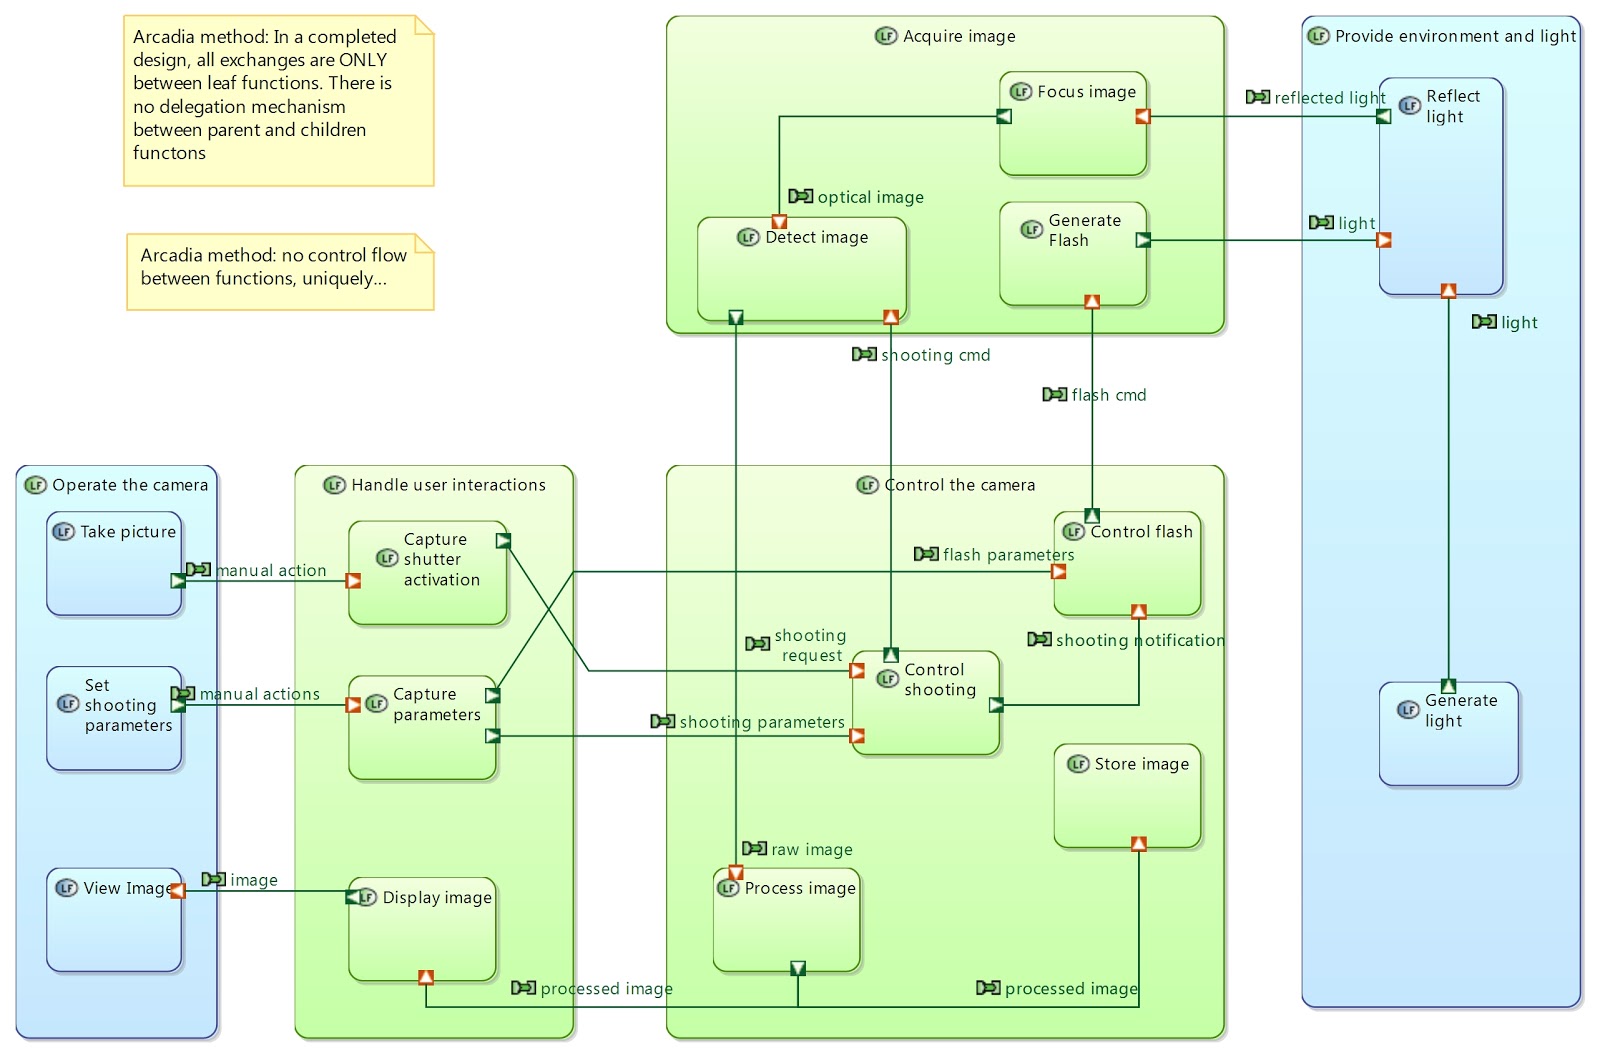 Arcadia method: In a completed
design, all exchanges are ONLY
between leaf functions. There is
no delegation mechanism
between parent and children
functons
Arcadia method: no control flow
between functions, uniquely...
LF Acquire image
LF Focus image
optical image
LF Detect image
LF Generate
Flash
shooting cmd
flash cmd
LF Provide environment and light
reflected light
LF Reflect
light
light
light
LF Generate
light
LF Operate the camera
LF Take picture
manual action
LF Set
shooting
parameters
manual actions
LF View Image
image
LF Handle user interactions
LF Capture
shutter
activation
LF Capture
parameters
LF Display image
processed image
LF Control the camera
LF Control flash
flash parameters
shooting notification
shooting
request
LF Control
shooting
shooting parameters
LF Store image
raw image
LF Process image
processed image